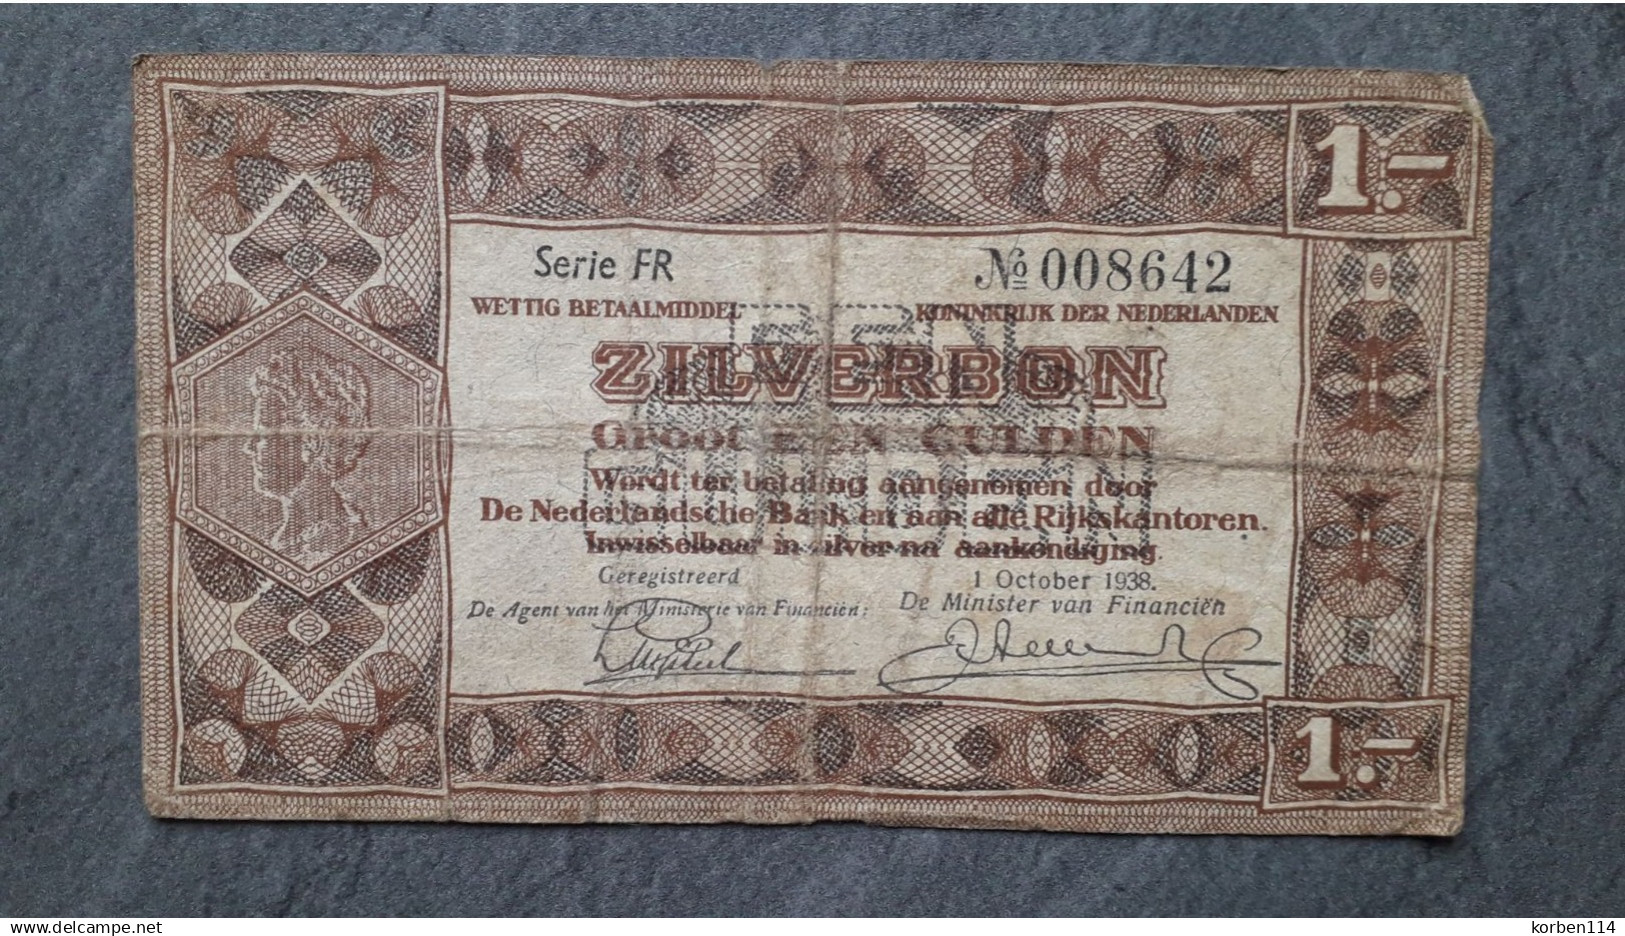 1.-
Serie FR № 008642
WETTIG BETAALMIDDEL KONINKRIJK DER NEDERLANDEN
ZILVERBON
GROOT EEN GULDEN
Wordt ter betaling aangenomen door
De Nederlandsche Bank en aan alle Rijkskantoren.
Inwisselbaar in zilver na aankondiging.
Geregistreerd 1 October 1938.
De Agent van het Ministerie van Financiën: De Minister van Financiën
1.-
delcampe.net korben114